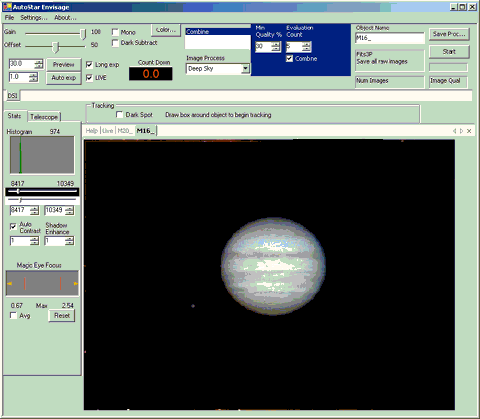 AutoStar Envisage
File Settings... About...
Gain 100
Offset 50
Mono
Color...
Dark Subtract
30.0
Preview
Long exp
1.0
Auto exp
LIVE
Count Down
0.0
Combine
Image Process
Deep Sky
Min Quality %
30
Evaluation Count
5
Combine
Object Name
M16_
Fits3P
Save all raw images
Num Images
Save Proc...
Start
Image Qual
DSI
Tracking
Dark Spot
Draw box around object to begin tracking
Stats Telescope
Help Live M20_ M16_
Histogram 974
8417 10349
8417 10349
Auto Contrast
Shadow Enhance
1 1
Magic Eye Focus
0.67 Max 2.54
Avg
Reset